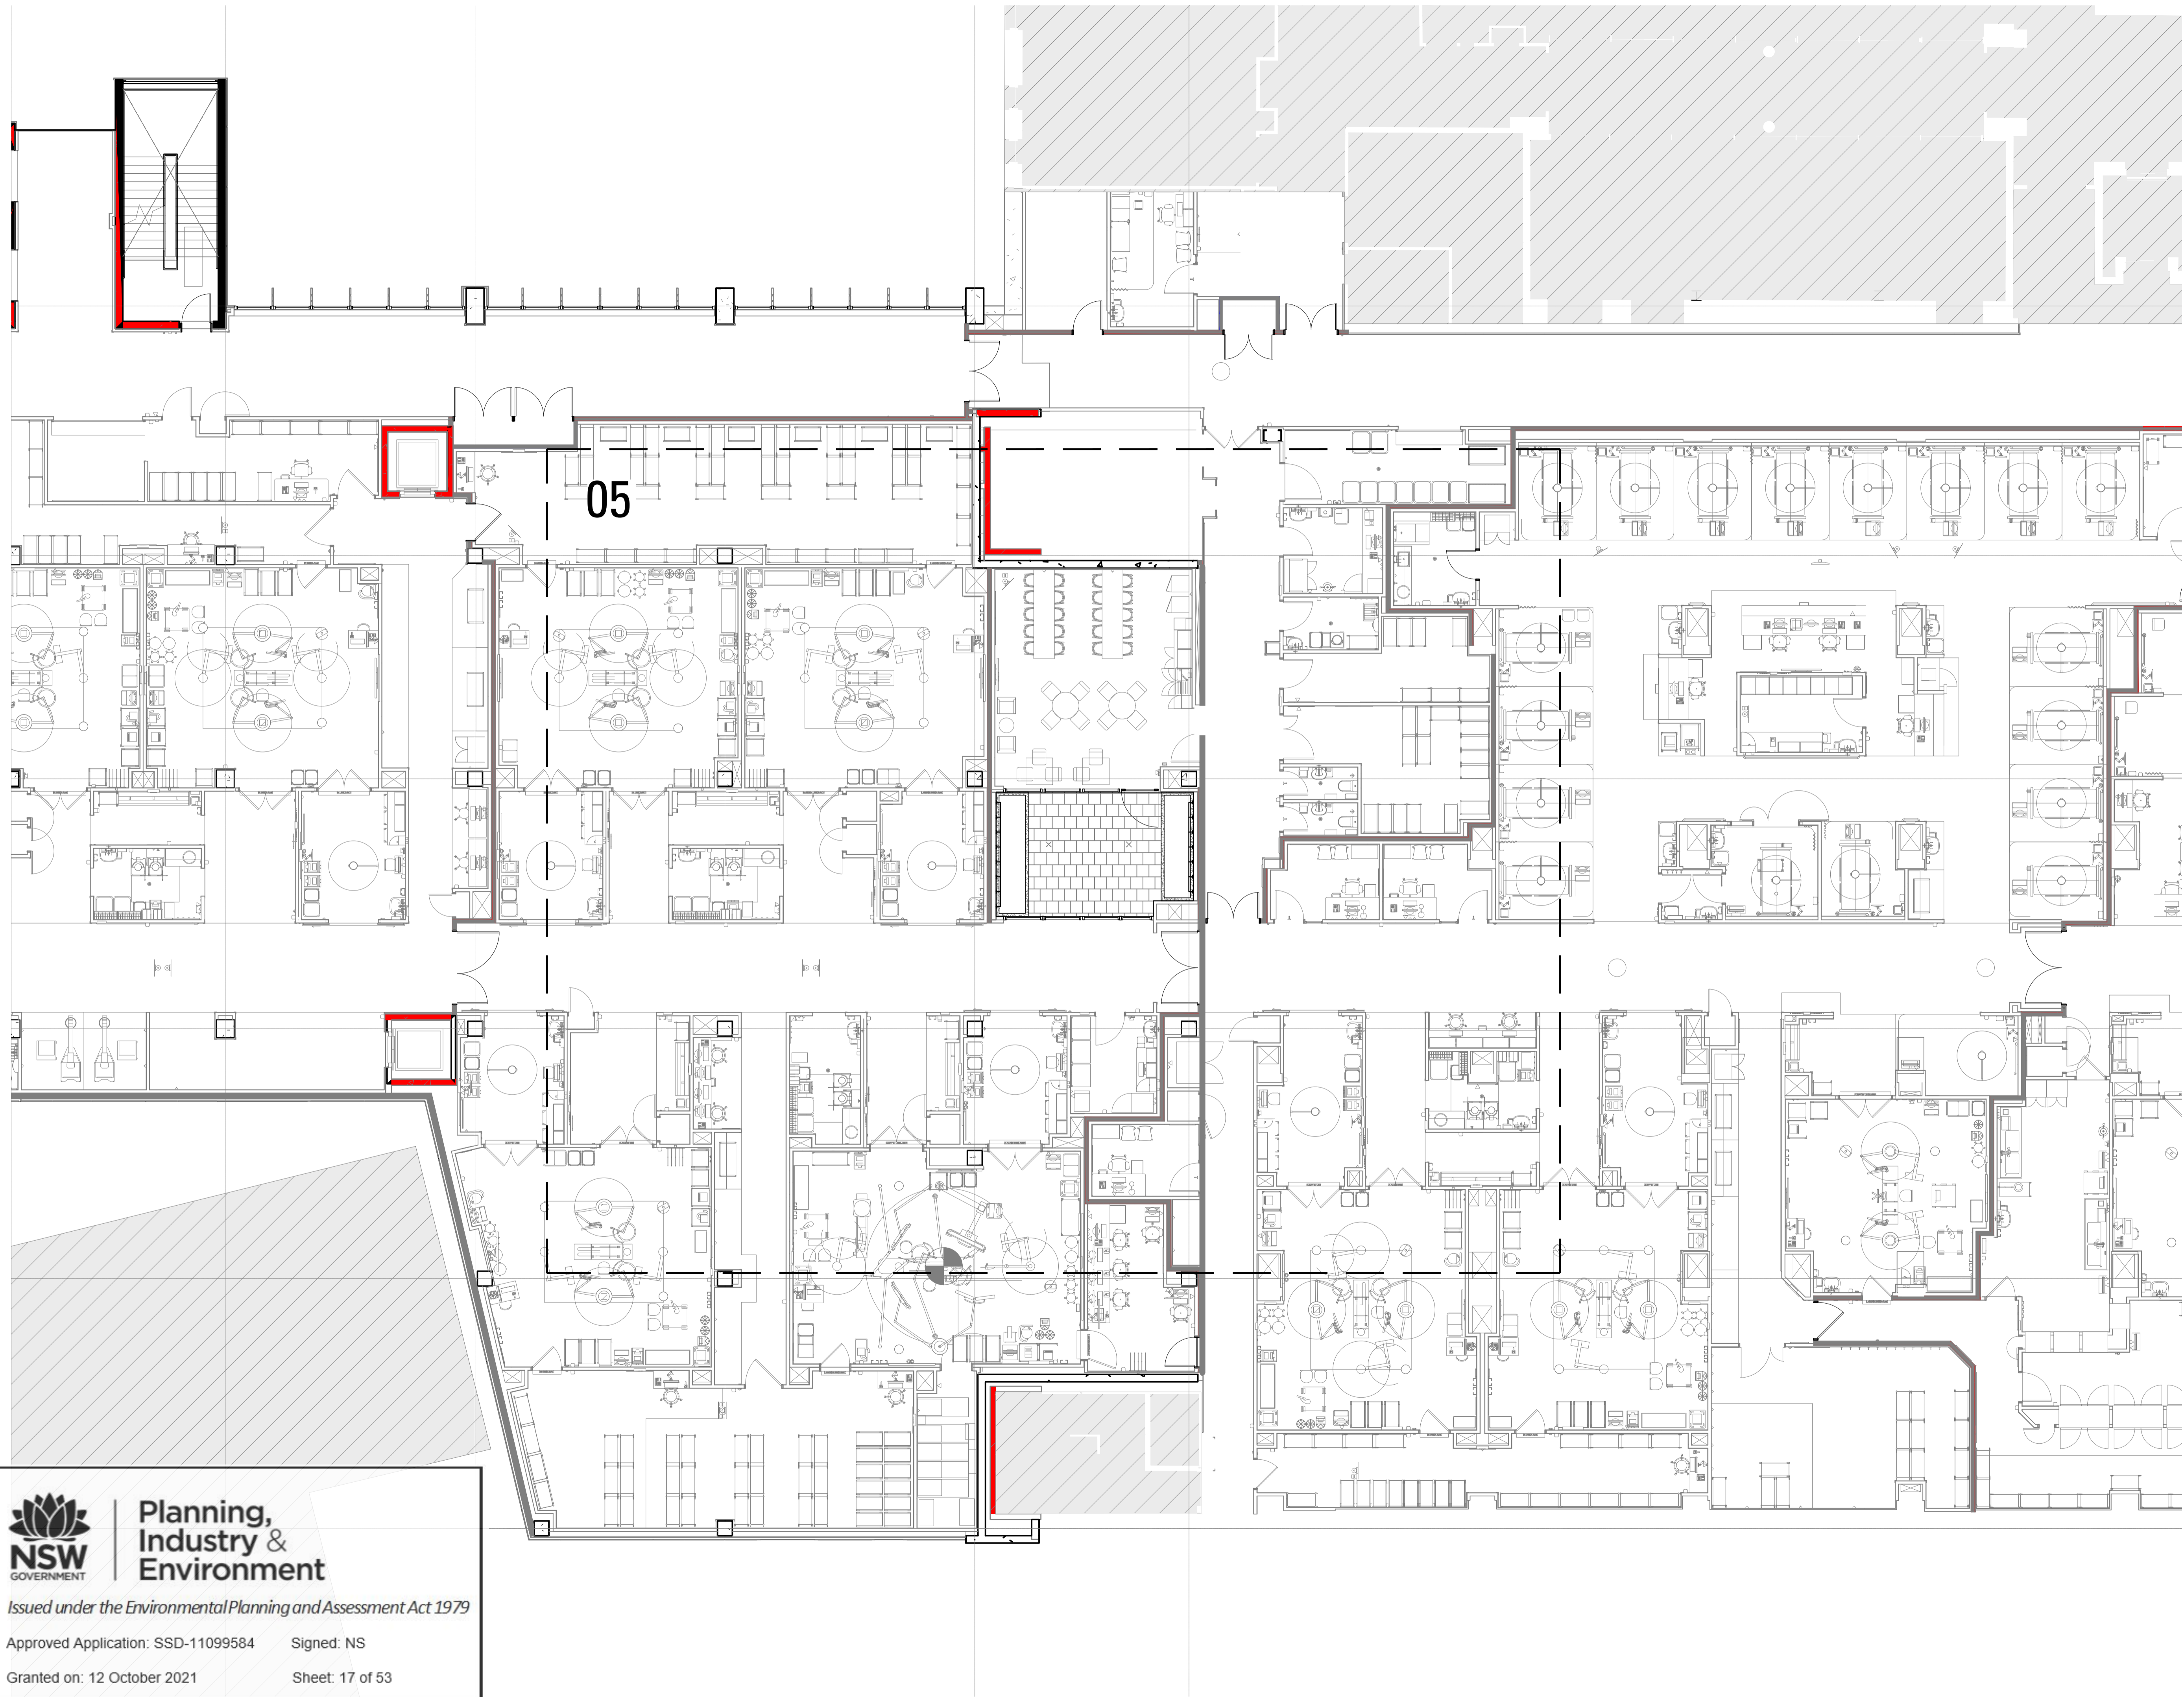 05
NSW
GOVERNMENT
Planning,
Industry &
Environment
Issued under the Environmental Planning and Assessment Act 1979
Approved Application: SSD-11099584 Signed: NS
Granted on: 12 October 2021 Sheet: 17 of 53